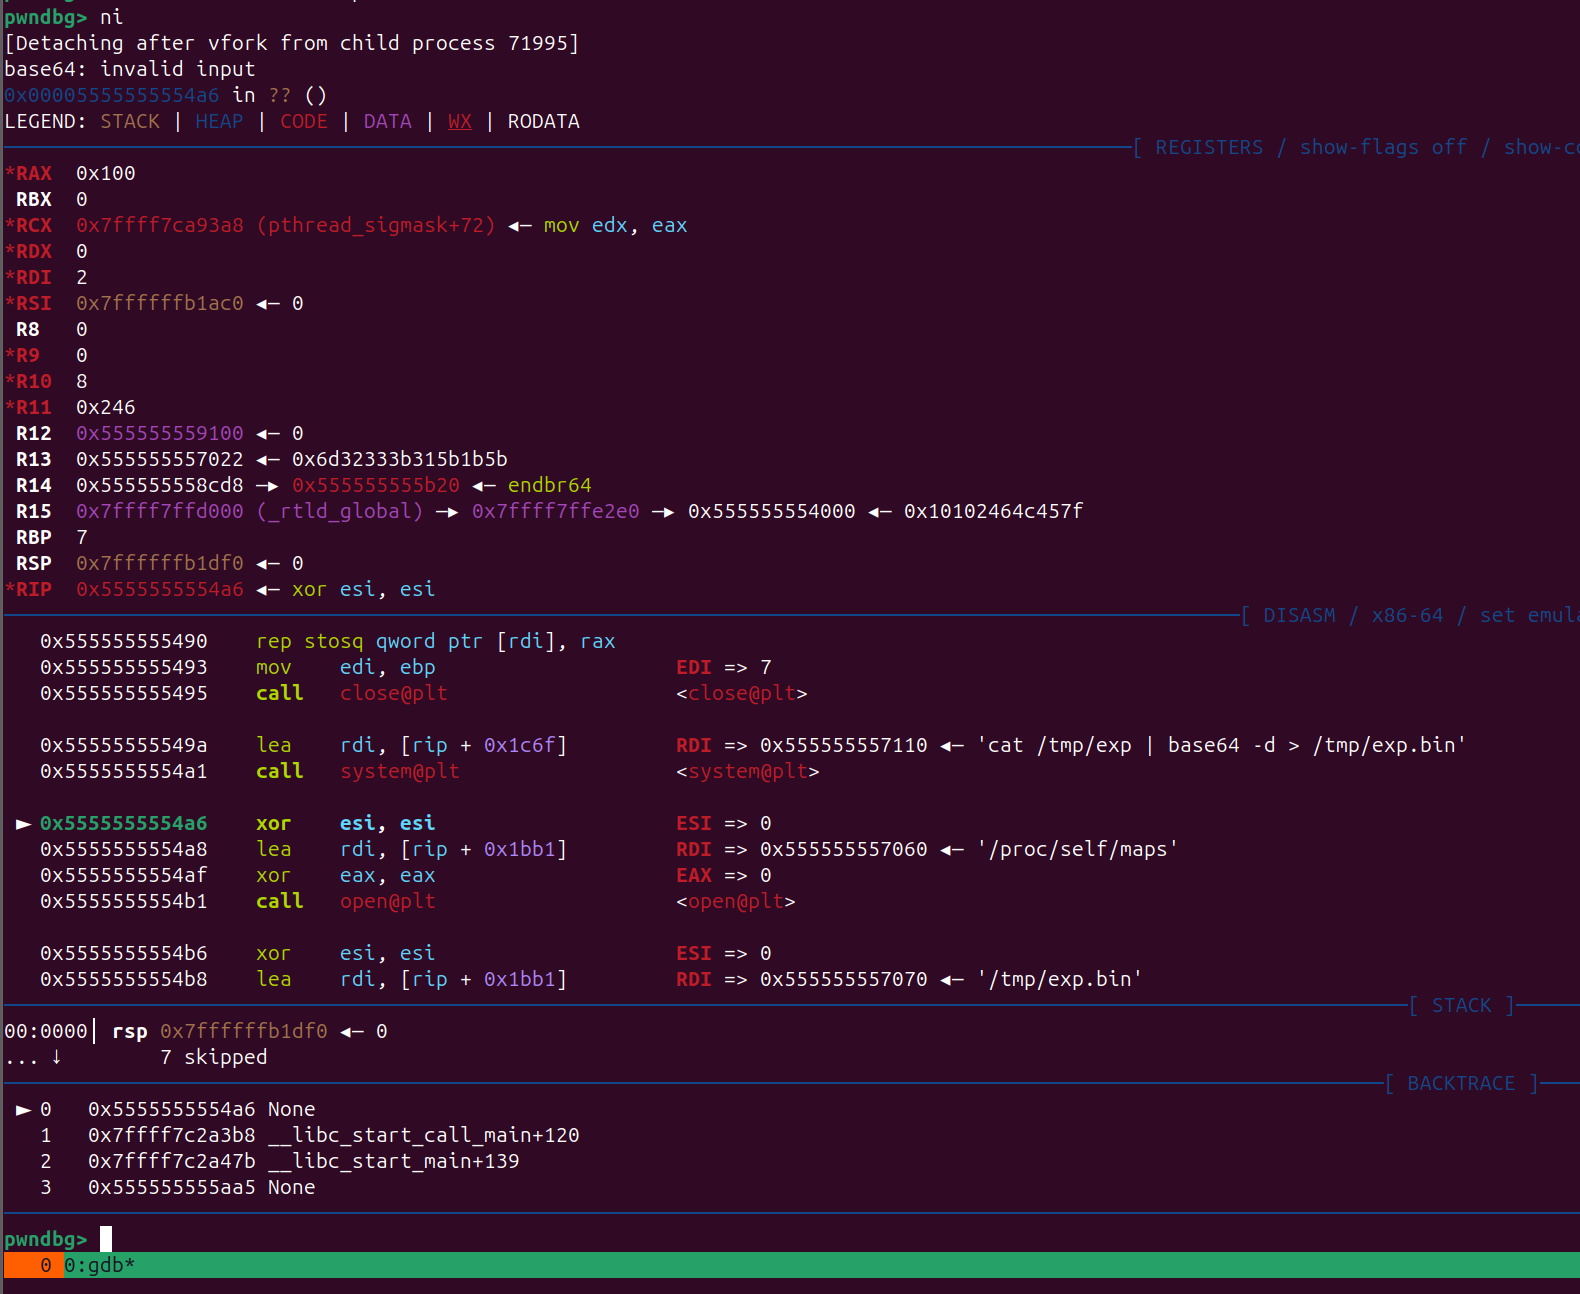 pwndbg> ni
[Detaching after vfork from child process 71995]
base64: invalid input
0x00005555555554a6 in ?? ()
LEGEND: STACK | HEAP | CODE | DATA | WX | RODATA
[ REGISTERS / show-flags off / show-co
*RAX  0x100
 RBX  0
*RCX  0x7ffff7ca93a8 (pthread_sigmask+72) ◂— mov edx, eax
*RDX  0
*RDI  2
*RSI  0x7ffffffb1ac0 ◂— 0
 R8   0
*R9   0
*R10  8
*R11  0x246
 R12  0x555555559100 ◂— 0
 R13  0x555555557022 ◂— 0x6d32333b315b1b5b
 R14  0x555555558cd8 —▸ 0x555555555b20 ◂— endbr64
 R15  0x7ffff7ffd000 (_rtld_global) —▸ 0x7ffff7ffe2e0 —▸ 0x555555554000 ◂— 0x10102464c457f
 RBP  7
 RSP  0x7ffffffb1df0 ◂— 0
*RIP  0x5555555554a6 ◂— xor esi, esi
[ DISASM / x86-64 / set emula
   0x555555555490    rep stosq qword ptr [rdi], rax
   0x555555555493    mov    edi, ebp                    EDI => 7
   0x555555555495    call   close@plt                   <close@plt>
   0x55555555549a    lea    rdi, [rip + 0x1c6f]         RDI => 0x555555557110 ◂— 'cat /tmp/exp | base64 -d > /tmp/exp.bin'
   0x5555555554a1    call   system@plt                  <system@plt>
 ► 0x5555555554a6    xor    esi, esi                    ESI => 0
   0x5555555554a8    lea    rdi, [rip + 0x1bb1]         RDI => 0x555555557060 ◂— '/proc/self/maps'
   0x5555555554af    xor    eax, eax                    EAX => 0
   0x5555555554b1    call   open@plt                    <open@plt>
   0x5555555554b6    xor    esi, esi                    ESI => 0
   0x5555555554b8    lea    rdi, [rip + 0x1bb1]         RDI => 0x555555557070 ◂— '/tmp/exp.bin'
[ STACK ]
00:0000│ rsp 0x7ffffffb1df0 ◂— 0
... ↓        7 skipped
[ BACKTRACE ]
 ► 0   0x5555555554a6 None
   1   0x7ffff7c2a3b8 __libc_start_call_main+120
   2   0x7ffff7c2a47b __libc_start_main+139
   3   0x555555555aa5 None
pwndbg>
0 0:gdb*